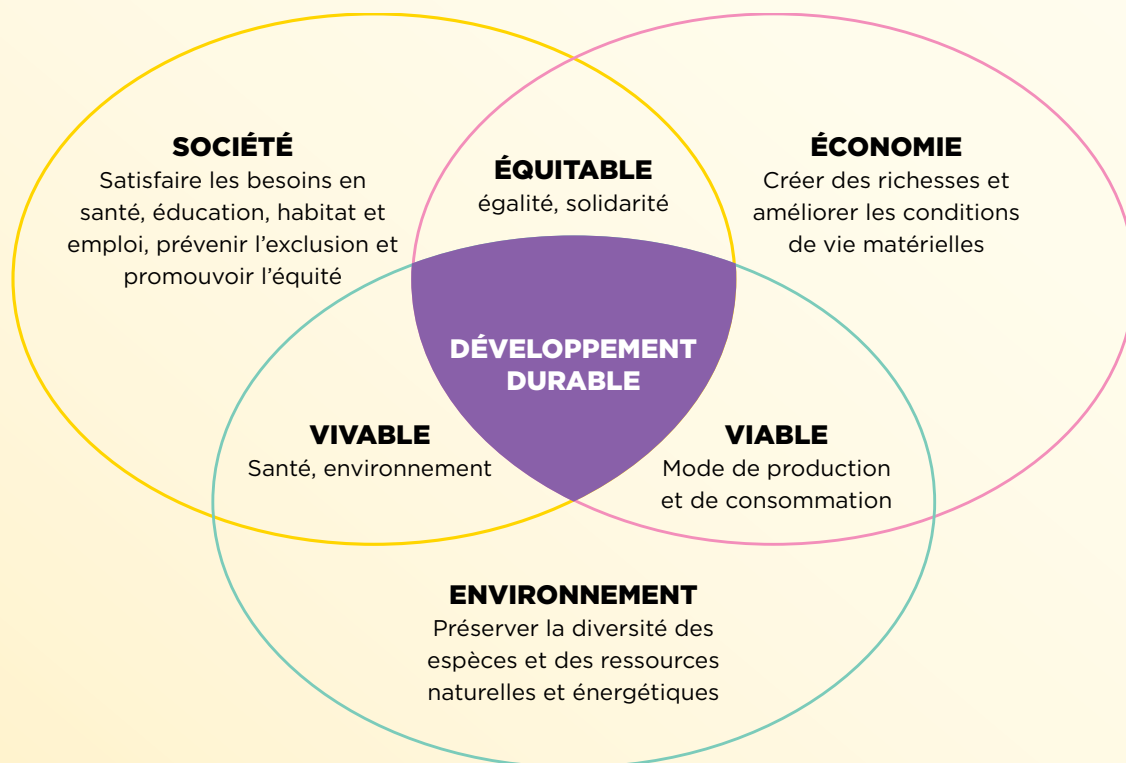 SOCIÉTÉ
Satisfaire les besoins en
santé, éducation, habitat et
emploi, prévenir l’exclusion et
promouvoir l’équité
ÉQUITABLE
égalité, solidarité
ÉCONOMIE
Créer des richesses et
améliorer les conditions
de vie matérielles
DÉVELOPPEMENT
DURABLE
VIVABLE
Santé, environnement
VIABLE
Mode de production
et de consommation
ENVIRONNEMENT
Préserver la diversité des
espèces et des ressources
naturelles et énergétiques